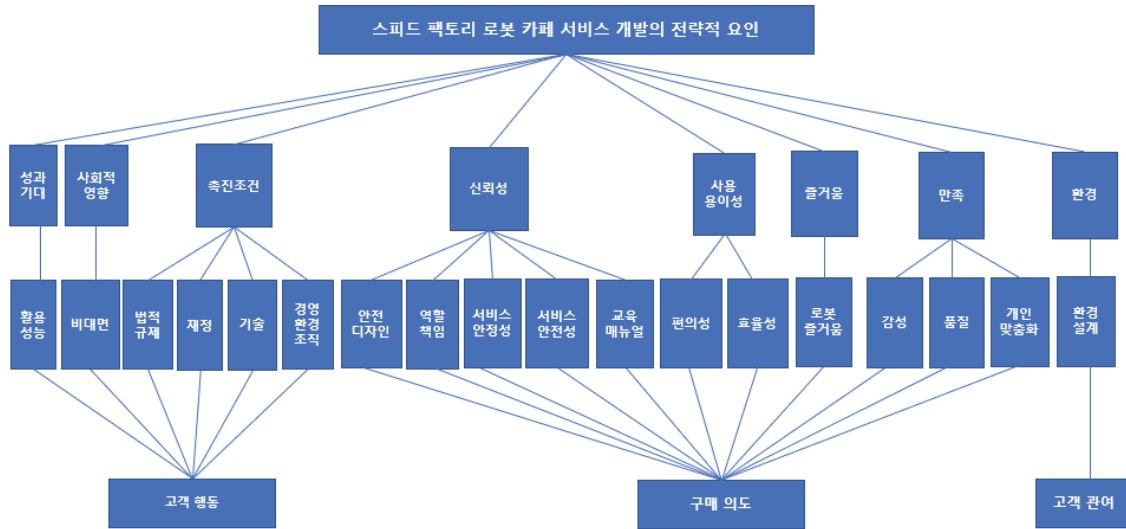 스피드 팩토리 로봇 카페 서비스 개발의 전략적 요인
성과
기대
사회적
영향
촉진조건
신뢰성
사용
용이성
즐거움
만족
환경
활용
성능
비대면
법적
규제
재정
기술
경영
환경
조직
안전
디자인
역할
책임
서비스
안정성
서비스
안전성
교육
매뉴얼
편의성
효율성
로봇
즐거움
감성
품질
개인
맞춤화
환경
설계
고객 행동
구매 의도
고객 관여